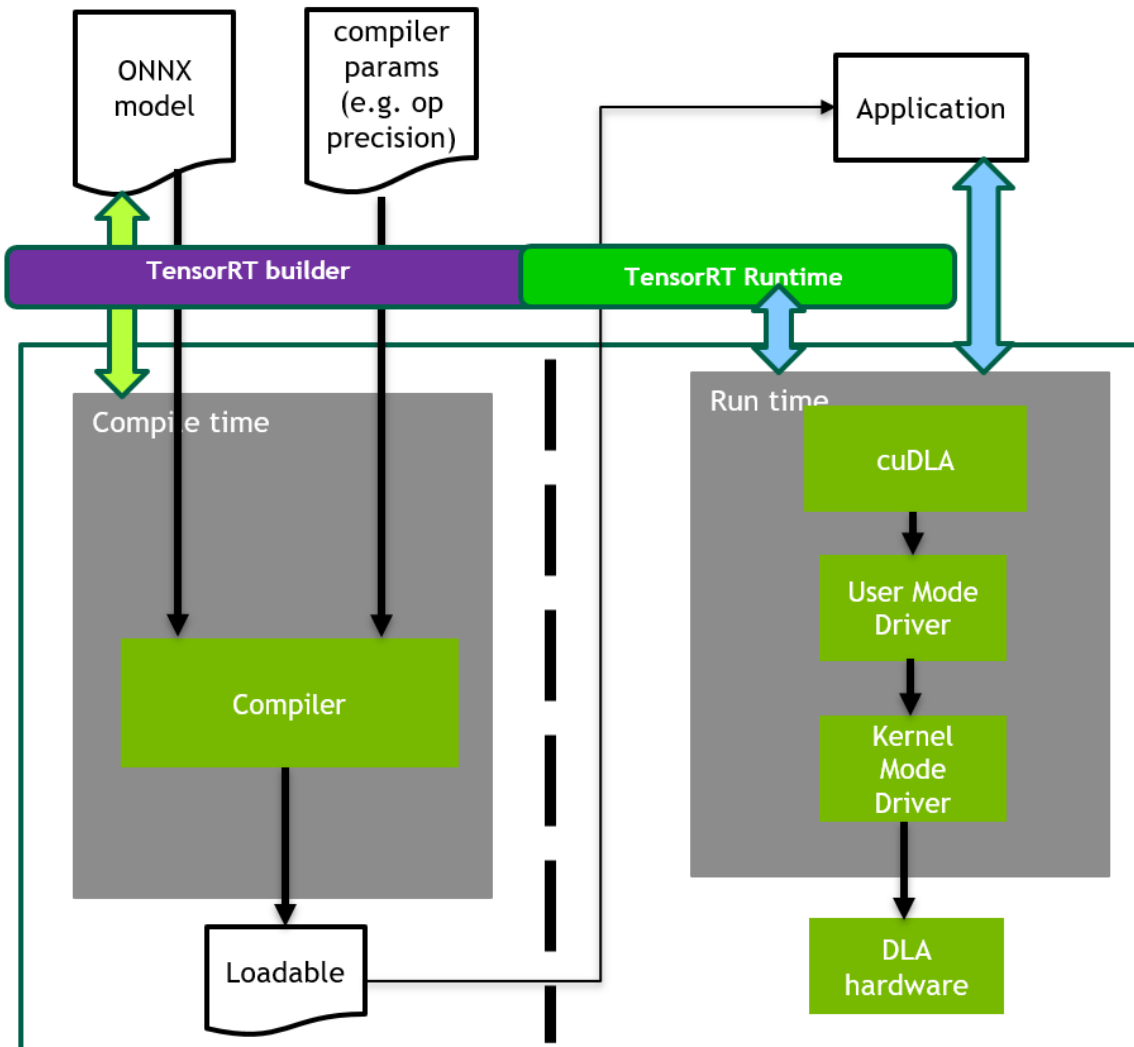 ONNX
model
compiler
params
(e.g. op
precision)
Application
TensorRT builder
TensorRT Runtime
Compile time
Run time
cuDLA
User Mode
Driver
Compiler
Kernel
Mode
Driver
Loadable
DLA
hardware